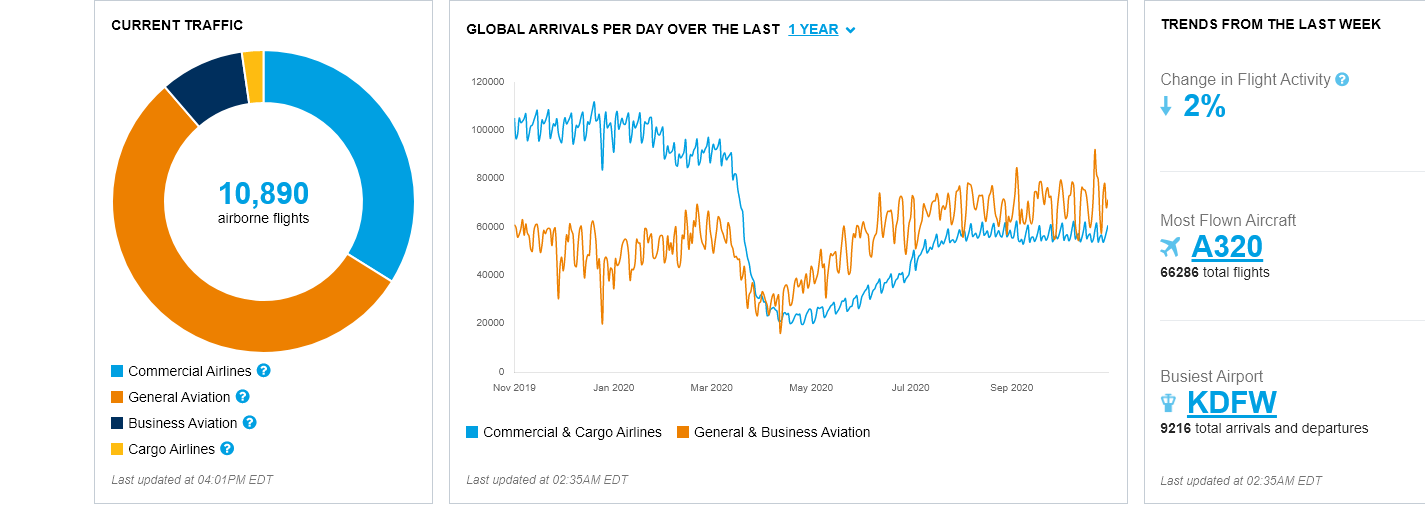 CURRENT TRAFFIC
10,890
airborne flights
Commercial Airlines ?
General Aviation ?
Business Aviation ?
Cargo Airlines ?
Last updated at 04:01PM EDT
GLOBAL ARRIVALS PER DAY OVER THE LAST 1 YEAR
120000
100000
80000
60000
40000
20000
0
Nov 2019 Jan 2020 Mar 2020 May 2020 Jul 2020 Sep 2020
Commercial & Cargo Airlines General & Business Aviation
Last updated at 02:35AM EDT
TRENDS FROM THE LAST WEEK
Change in Flight Activity ?
2%
Most Flown Aircraft
A320
66286 total flights
Busiest Airport
KDFW
9216 total arrivals and departures
Last updated at 02:35AM EDT